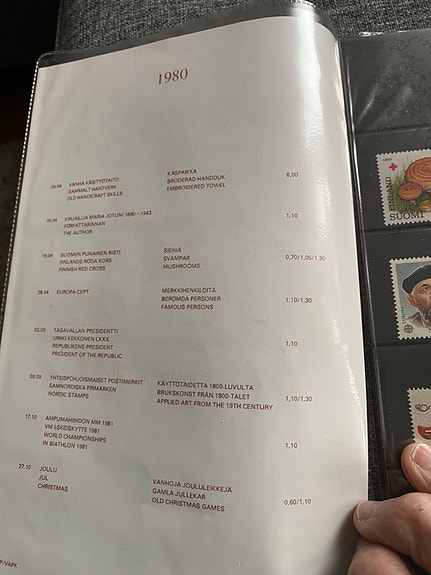 1980
09.04 VANHA KÄSITYÖTAITO KÄSPAIKKA 6,00
GAMMALT HANTVERK BRODERAD HANDDUK
OLD HANDICRAFT SKILLS EMBROIDERED TOWEL
09.04 KIRJAILIJA MARIA JOTUNI 1880–1943 1,10
FÖRFATTARINNAN
THE AUTHOR
19.04 SUOMEN PUNAINEN RISTI SIENIÄ 0,70/1,05/1,30
FINLANDS RÖDA KORS SVAMPAR
FINNISH RED CROSS MUSHROOMS
28.04 EUROPA-CEPT MERKKIHENKILÖITÄ 1,10/1,30
BERÖMDA PERSONER
FAMOUS PERSONS
03.09 TASAVALLAN PRESIDENTTI 1,10
URHO KEKKONEN LXXX
REPUBLIKENS PRESIDENT
PRESIDENT OF THE REPUBLIC
09.09 YHTEISPOHJOISMAISET POSTIMERKIT KÄYTTÖTAIDETTA 1800-LUVULTA 1,10/1,30
SAMNORDISKA FRIMÄRKEN BRUKSKONST FRÅN 1800-TALET
NORDIC STAMPS APPLIED ART FROM THE 19TH CENTURY
17.10 AMPUMAHIIHDON MM 1981 1,10
VM I SKIDSKYTTE 1981
WORLD CHAMPIONSHIPS
IN BIATHLON 1981
27.10 JOULU VANHOJA JOULULEIKKEJÄ 0,60/1,10
JUL GAMLA JULLEKAR
CHRISTMAS OLD CHRISTMAS GAMES
P/VAPK
1980
FINLAND
SUOMI